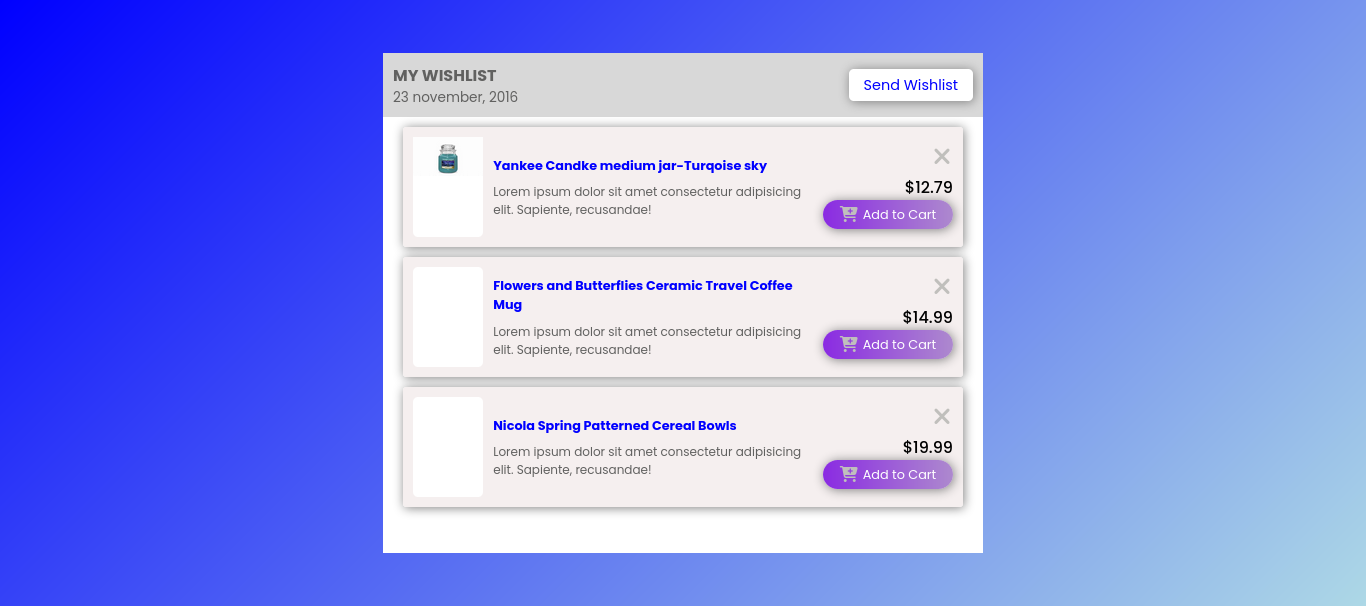 MY WISHLIST
23 november, 2016
Send Wishlist
Yankee Candke medium jar-Turqoise sky
Lorem ipsum dolor sit amet consectetur adipisicing
elit. Sapiente, recusandae!
$12.79
Add to Cart
Flowers and Butterflies Ceramic Travel Coffee
Mug
Lorem ipsum dolor sit amet consectetur adipisicing
elit. Sapiente, recusandae!
$14.99
Add to Cart
Nicola Spring Patterned Cereal Bowls
Lorem ipsum dolor sit amet consectetur adipisicing
elit. Sapiente, recusandae!
$19.99
Add to Cart